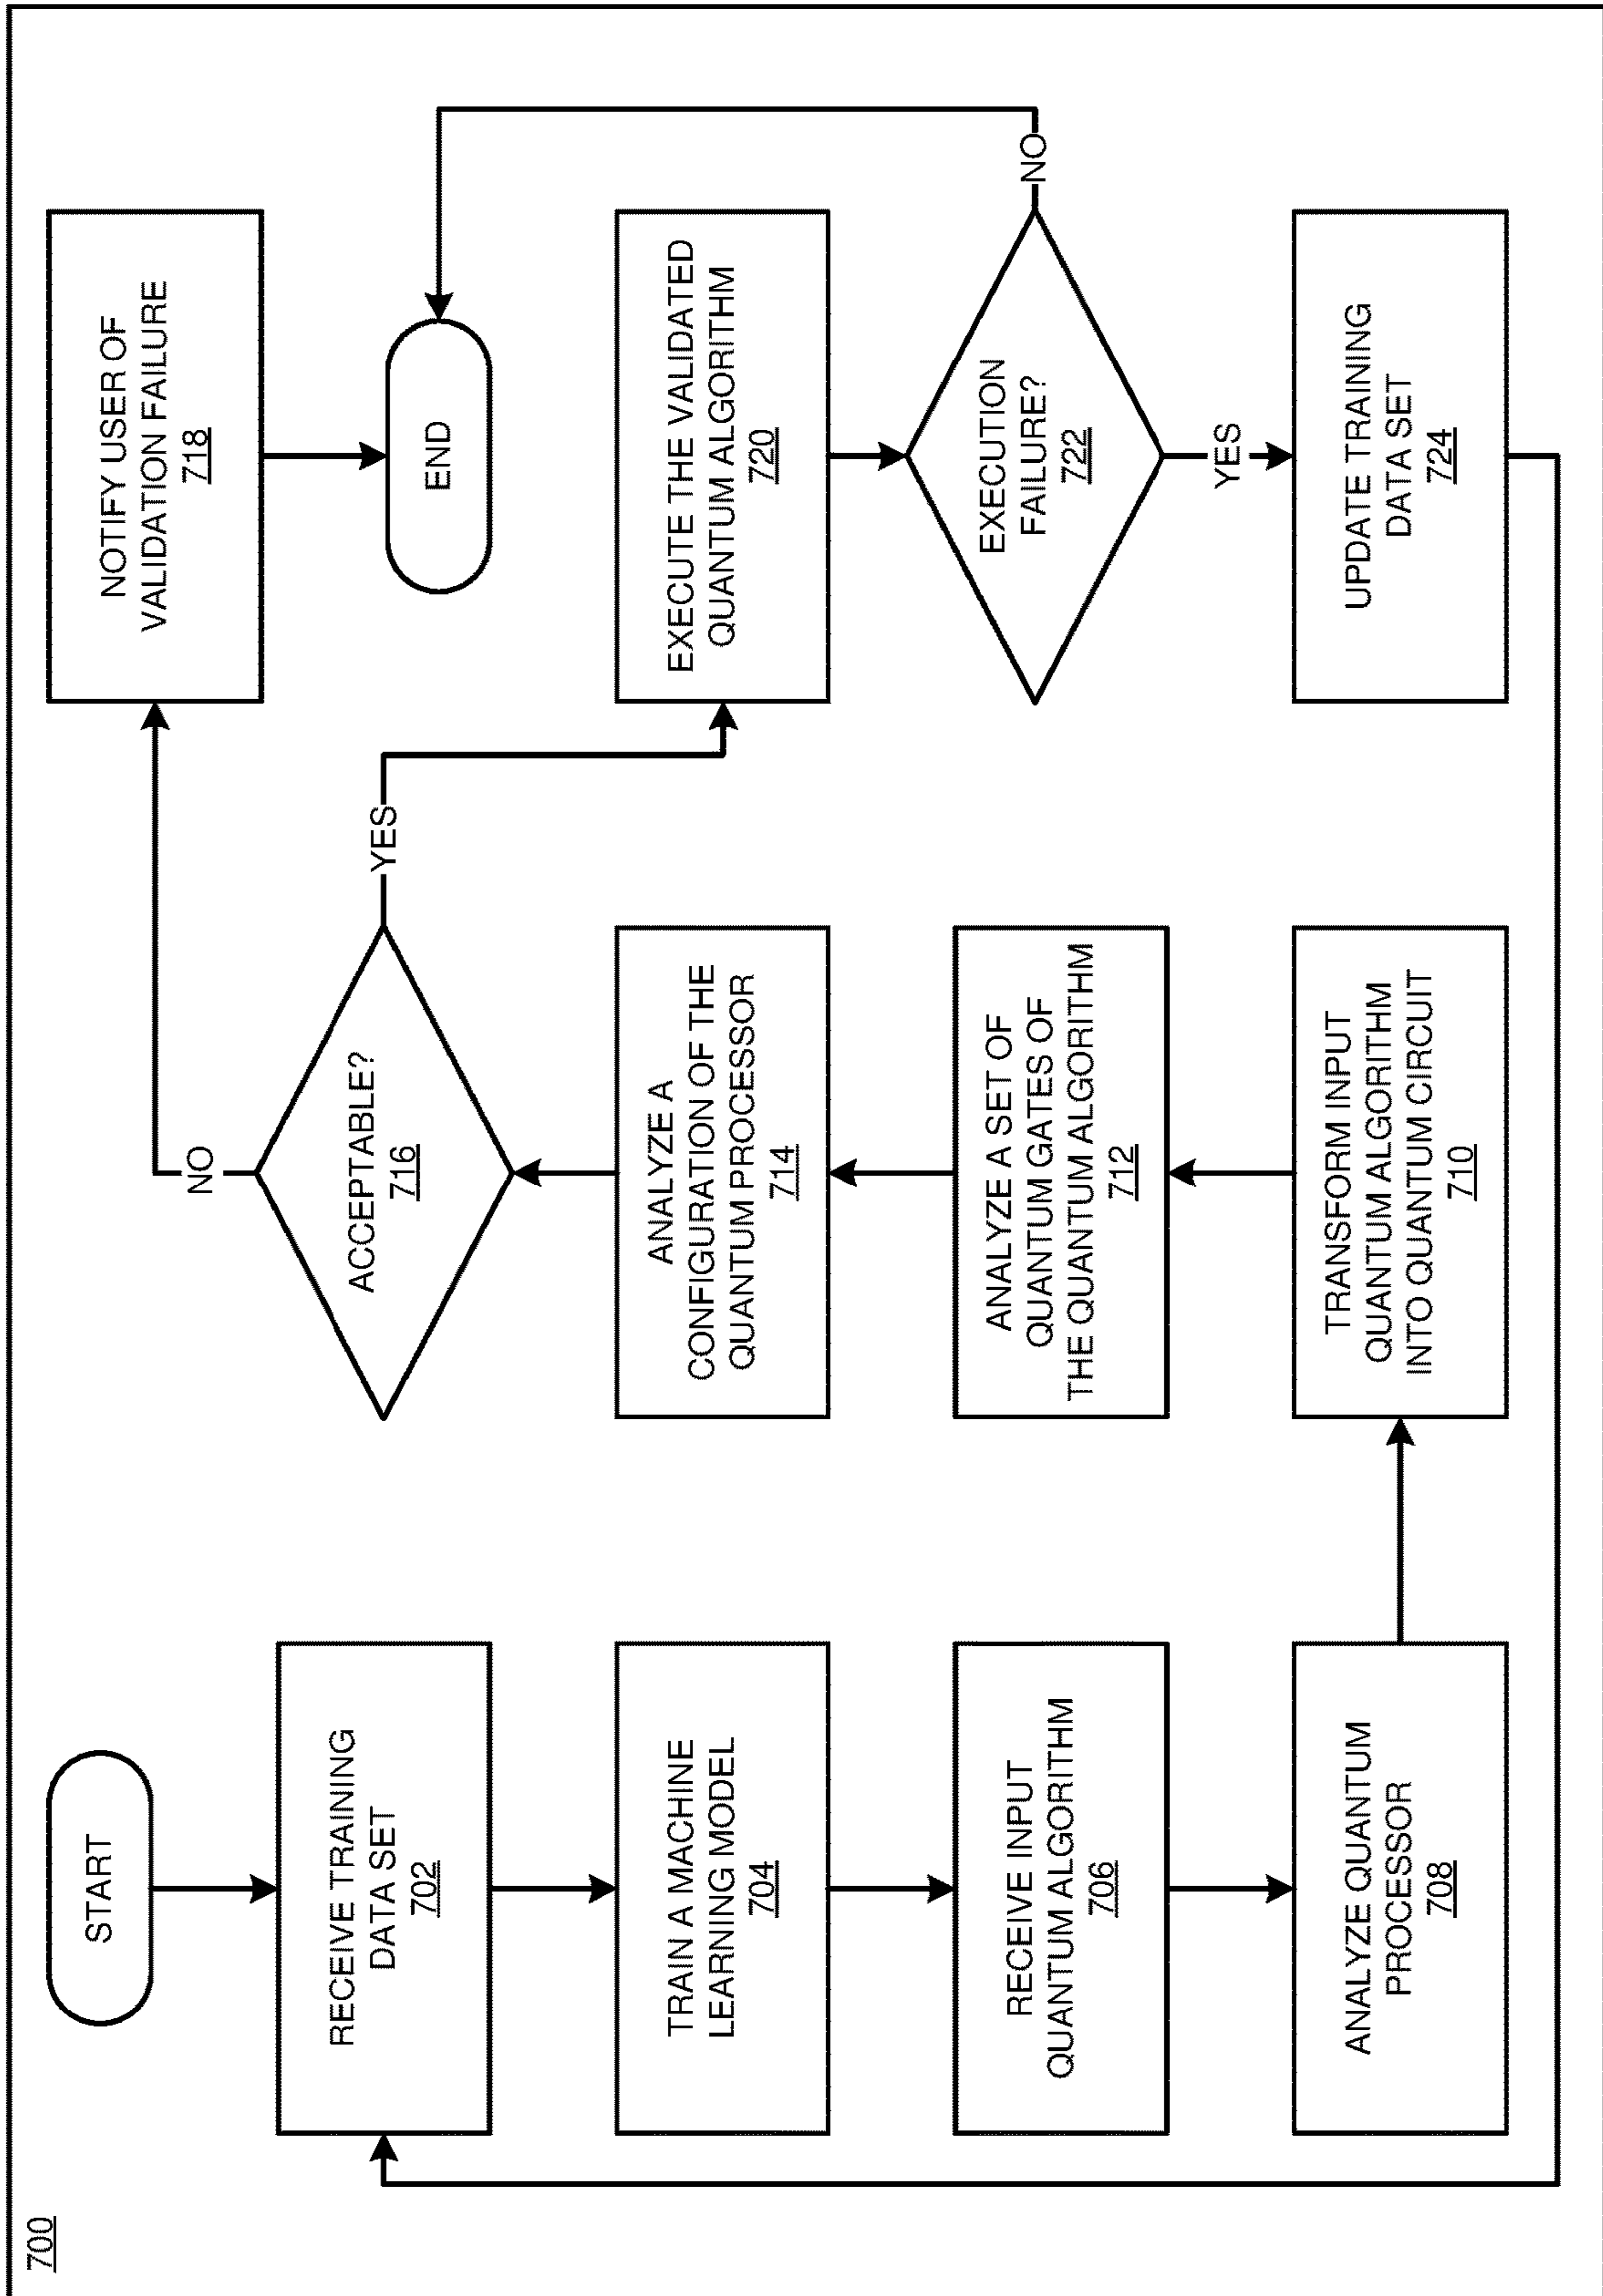 700
START
RECEIVE TRAINING
DATA SET
702
TRAIN A MACHINE
LEARNING MODEL
704
RECEIVE INPUT
QUANTUM ALGORITHM
706
ANALYZE QUANTUM
PROCESSOR
708
TRANSFORM INPUT
QUANTUM ALGORITHM
INTO QUANTUM CIRCUIT
710
ANALYZE A SET OF
QUANTUM GATES OF
THE QUANTUM ALGORITHM
712
ANALYZE A
CONFIGURATION OF THE
QUANTUM PROCESSOR
714
ACCEPTABLE?
716
NO
YES
NOTIFY USER OF
VALIDATION FAILURE
718
END
EXECUTE THE VALIDATED
QUANTUM ALGORITHM
720
EXECUTION
FAILURE?
722
NO
YES
UPDATE TRAINING
DATA SET
724